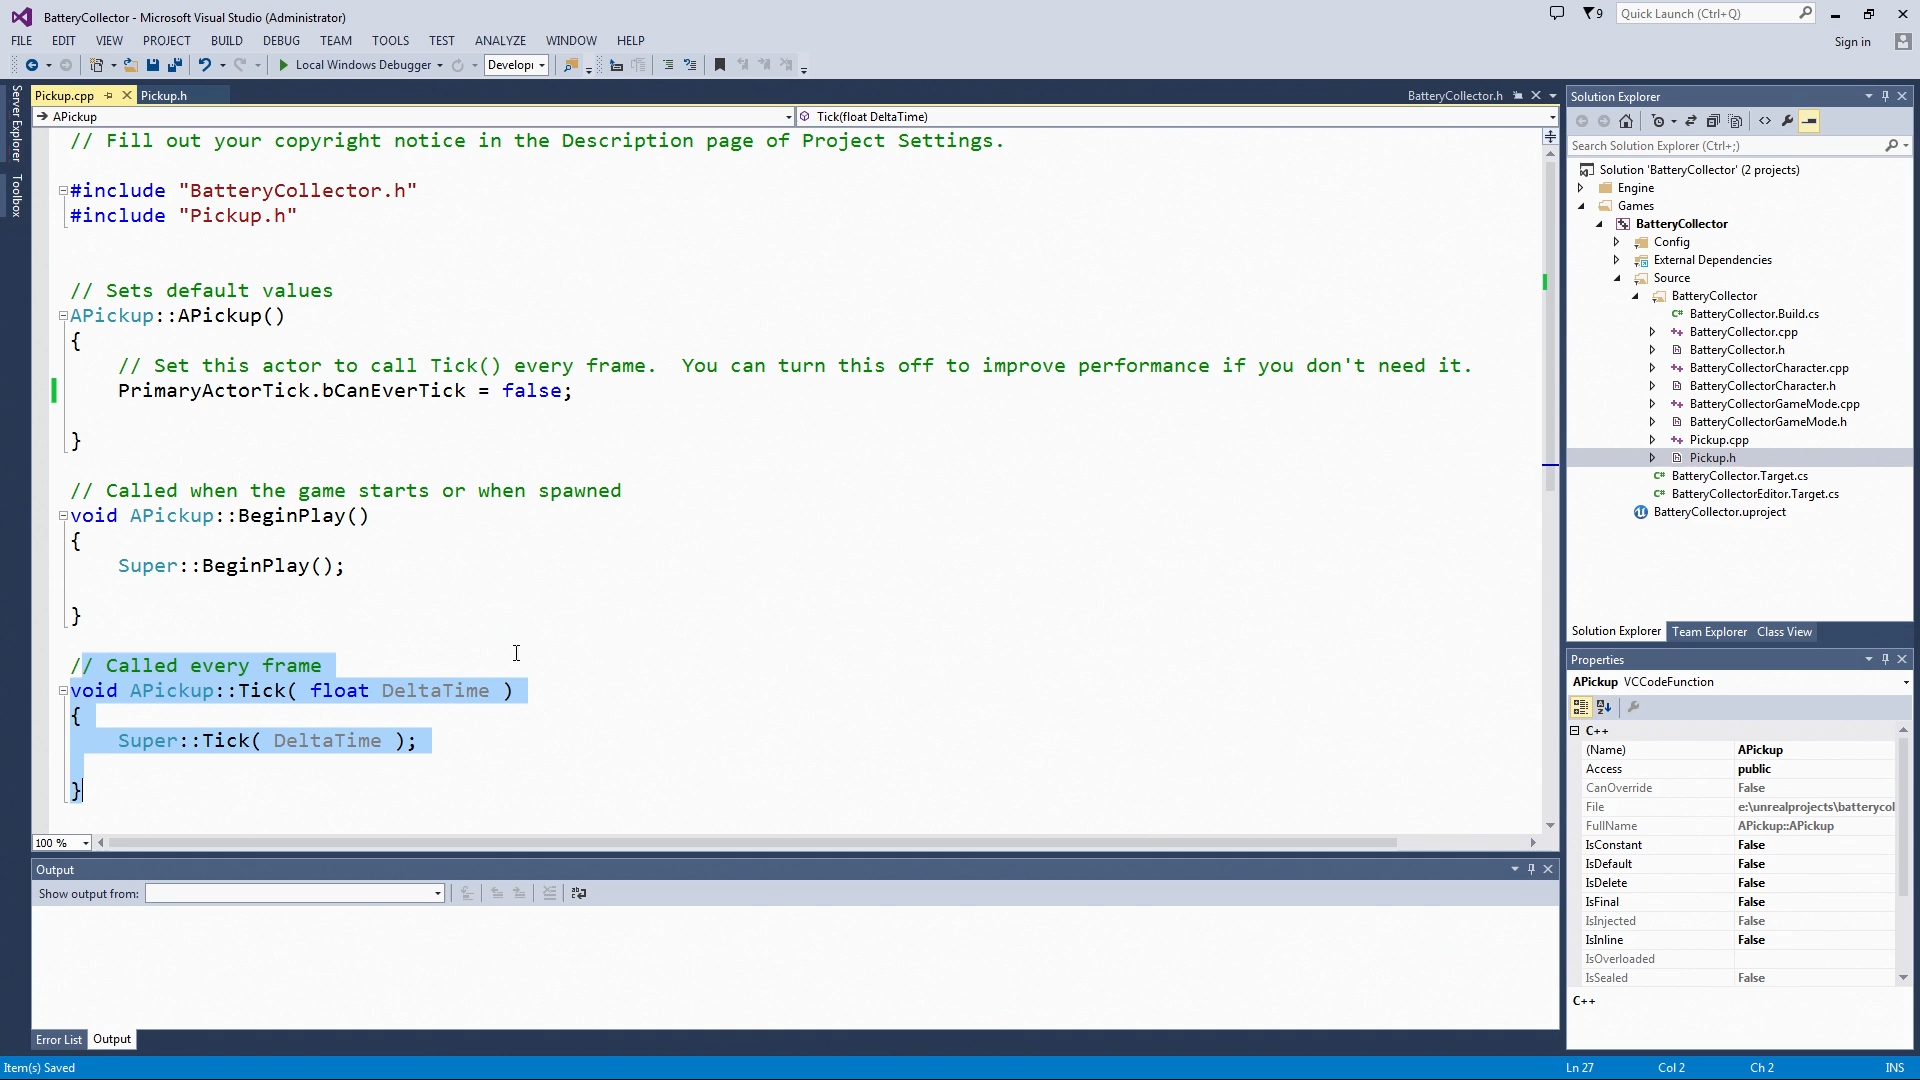 BatteryCollector - Microsoft Visual Studio (Administrator)
9
Quick Launch (Ctrl+Q)
FILE EDIT VIEW PROJECT BUILD DEBUG TEAM TOOLS TEST ANALYZE WINDOW HELP
Sign in
Local Windows Debugger
Develop
Server Explorer
Toolbox
Pickup.cpp
Pickup.h
BatteryCollector.h
APickup
Tick(float DeltaTime)
// Fill out your copyright notice in the Description page of Project Settings.
#include "BatteryCollector.h"
#include "Pickup.h"
// Sets default values
APickup::APickup()
{
// Set this actor to call Tick() every frame.  You can turn this off to improve performance if you don't need it.
PrimaryActorTick.bCanEverTick = false;
}
// Called when the game starts or when spawned
void APickup::BeginPlay()
{
Super::BeginPlay();
}
// Called every frame
void APickup::Tick( float DeltaTime )
{
Super::Tick( DeltaTime );
}
100 %
Output
Show output from:
Error List
Output
Item(s) Saved
Ln 27
Col 2
Ch 2
INS
Solution Explorer
Search Solution Explorer (Ctrl+;)
Solution 'BatteryCollector' (2 projects)
Engine
Games
BatteryCollector
Config
External Dependencies
Source
BatteryCollector
BatteryCollector.Build.cs
BatteryCollector.cpp
BatteryCollector.h
BatteryCollectorCharacter.cpp
BatteryCollectorCharacter.h
BatteryCollectorGameMode.cpp
BatteryCollectorGameMode.h
Pickup.cpp
Pickup.h
BatteryCollector.Target.cs
BatteryCollectorEditor.Target.cs
BatteryCollector.uproject
Solution Explorer
Team Explorer
Class View
Properties
APickup VCCodeFunction
C++
(Name) APickup
Access public
CanOverride False
File e:\unrealprojects\batterycol
FullName APickup::APickup
IsConstant False
IsDefault False
IsDelete False
IsFinal False
IsInjected False
IsInline False
IsOverloaded
IsSealed False
C++